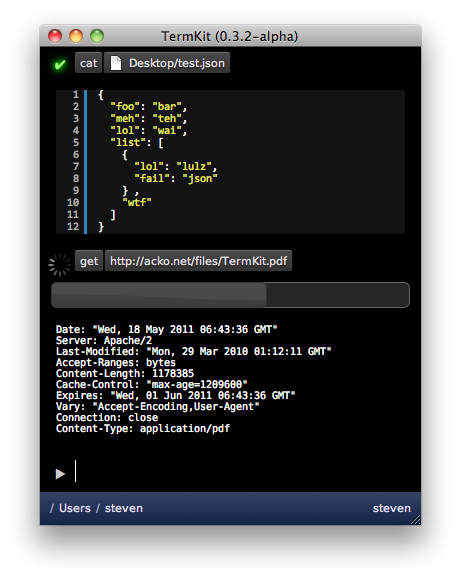 TermKit (0.3.2-alpha)
cat Desktop/test.json
1 {
2 "foo": "bar",
3 "meh": "teh",
4 "lol": "wai",
5 "list": [
6 {
7 "lol": "lulz",
8 "fail": "json"
9 } ,
10 "wtf"
11 ]
12 }
get http://acko.net/files/TermKit.pdf
Date: "Wed, 18 May 2011 06:43:36 GMT"
Server: Apache/2
Last-Modified: "Mon, 29 Mar 2010 01:12:11 GMT"
Accept-Ranges: bytes
Content-Length: 1178385
Cache-Control: "max-age=1209600"
Expires: "Wed, 01 Jun 2011 06:43:36 GMT"
Vary: "Accept-Encoding,User-Agent"
Connection: close
Content-Type: application/pdf
/ Users / steven steven